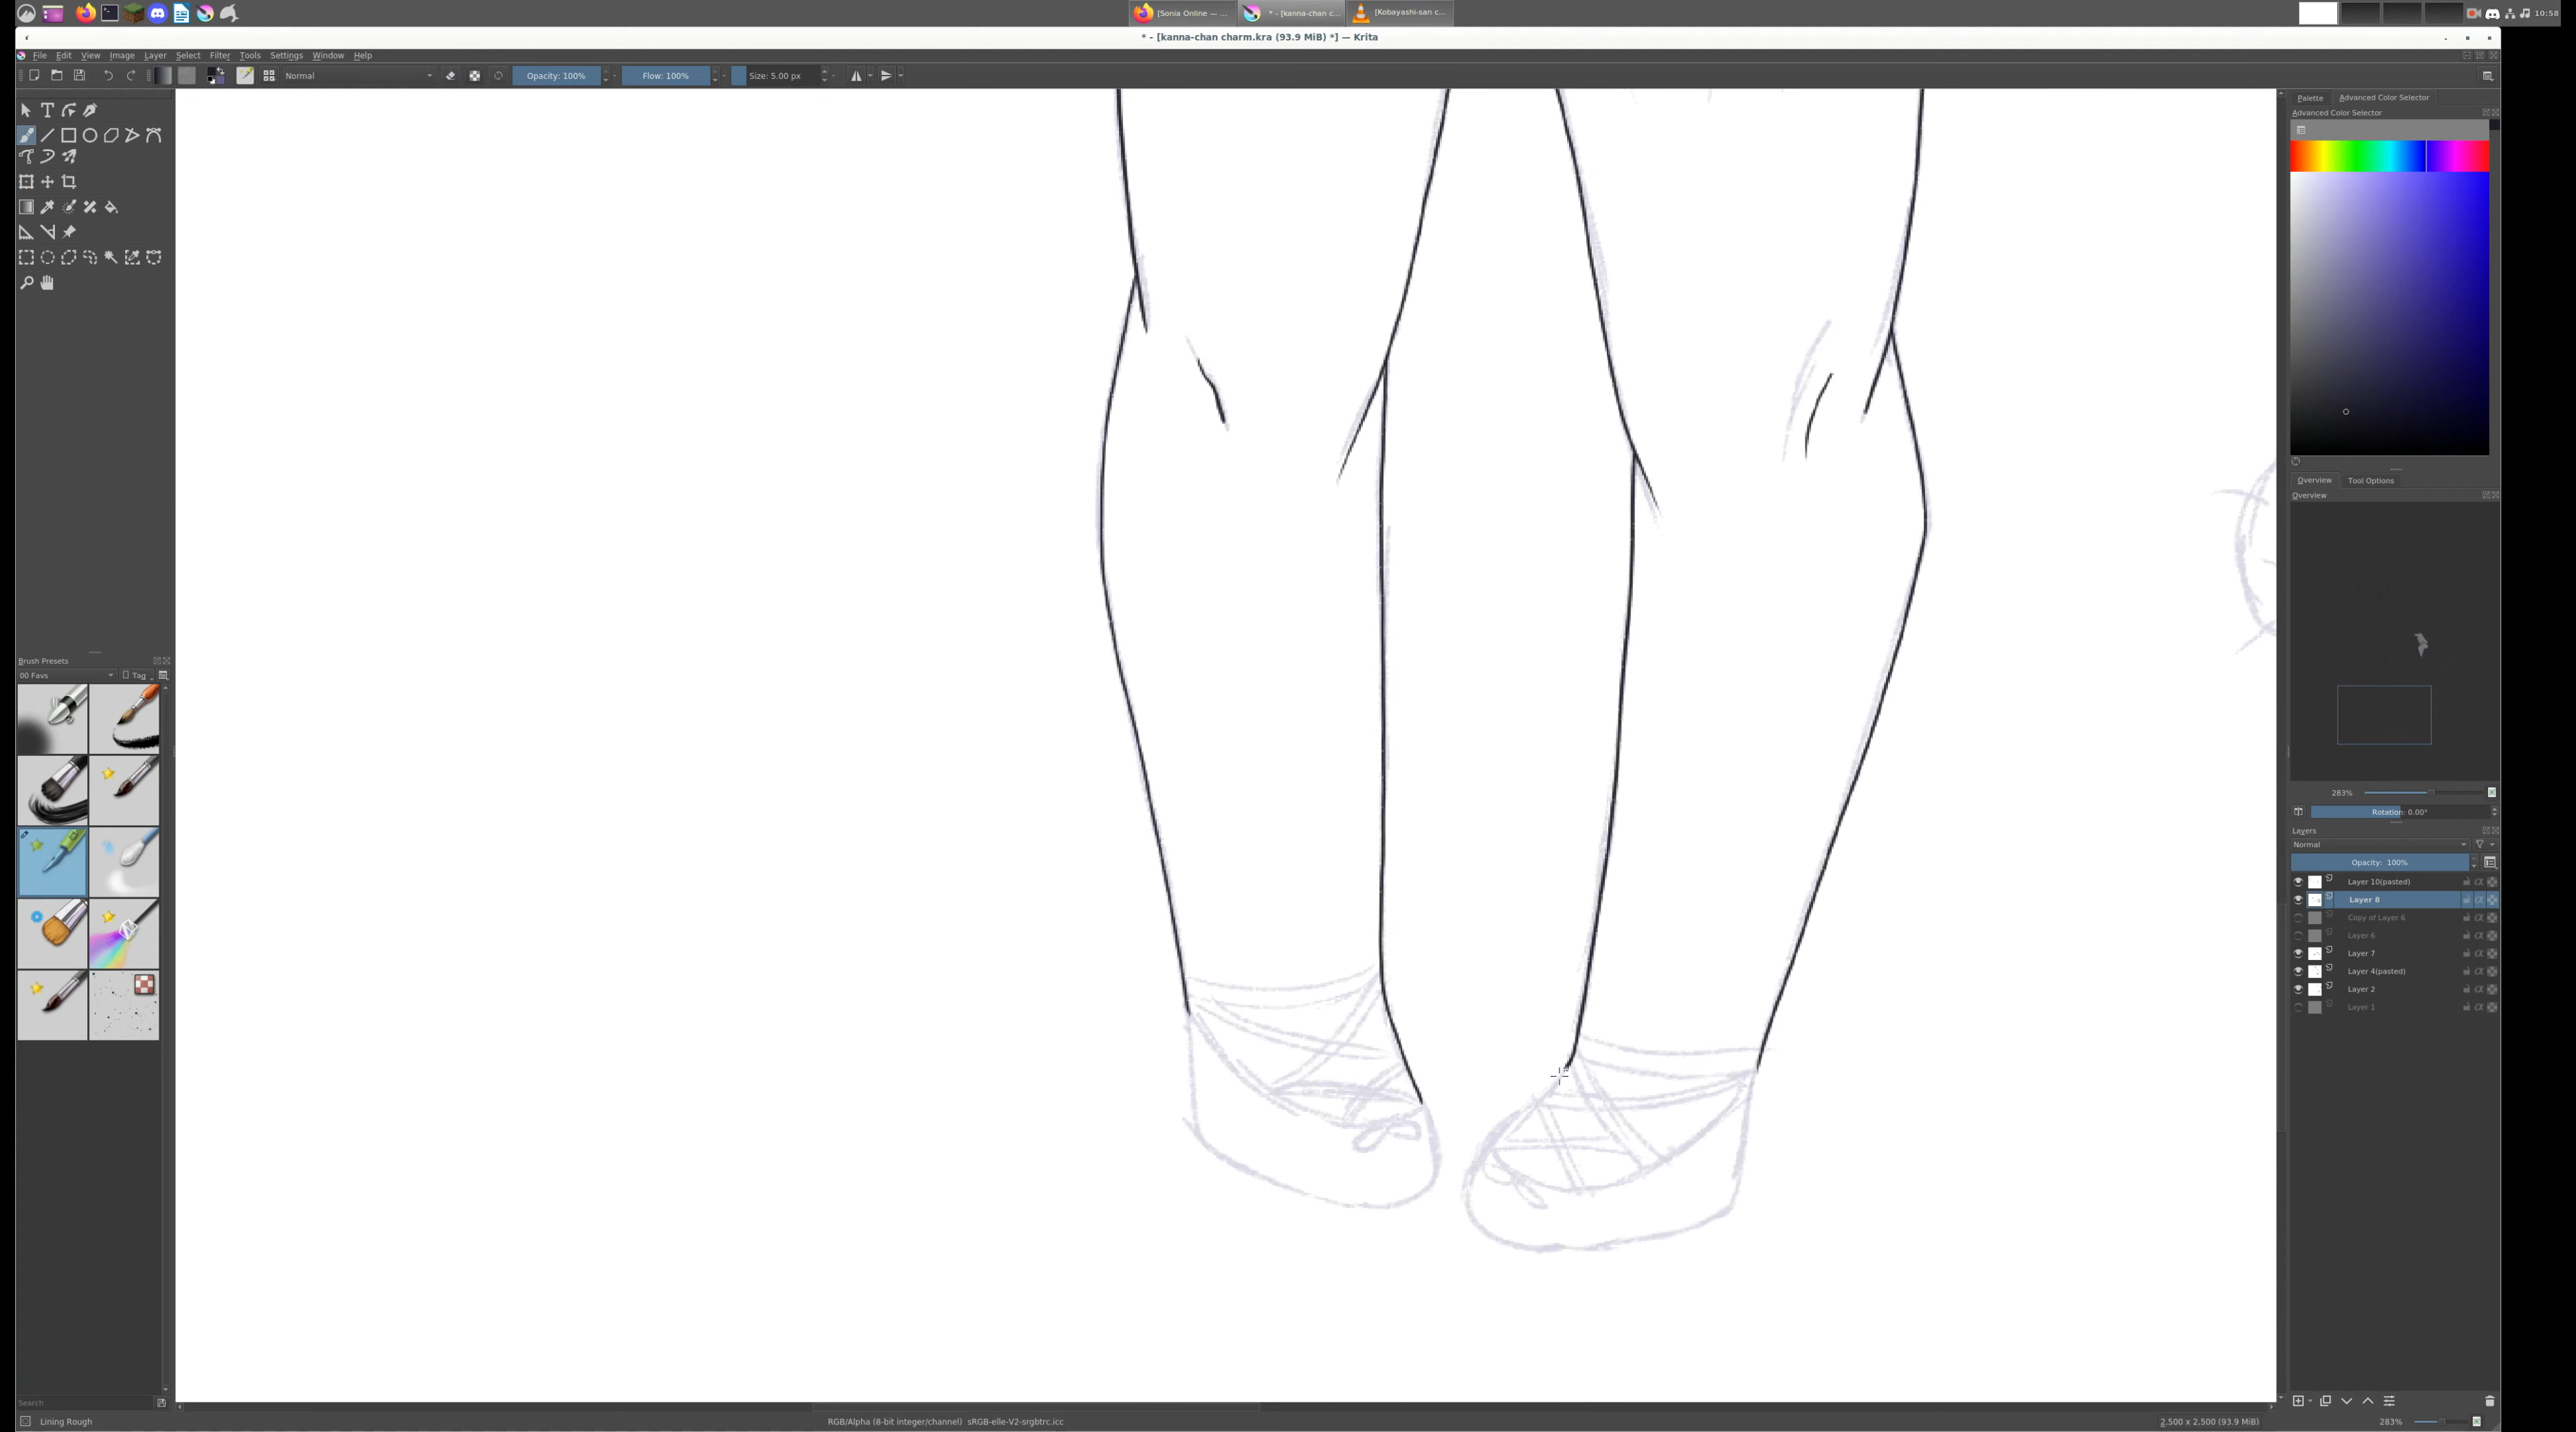 [Sonia Online — ...
* - [kanna-chan c...
[Kobayashi-san c...
10:58
* - [kanna-chan charm.kra (93.9 MiB) *] — Krita
File Edit View Image Layer Select Filter Tools Settings Window Help
Normal
Opacity: 100%
Flow: 100%
Size: 5.00 px
Palette
Advanced Color Selector
Advanced Color Selector
Overview
Tool Options
Overview
283%
Rotation: 0.00°
Layers
Normal
Opacity: 100%
Layer 10(pasted)
Layer 8
Copy of Layer 6
Layer 6
Layer 7
Layer 4(pasted)
Layer 2
Layer 1
Brush Presets
00 Favs
Tag
Search
Lining Rough
RGB/Alpha (8-bit integer/channel) sRGB-elle-V2-srgbtrc.icc
2,500 x 2,500 (93.9 MiB)
283%